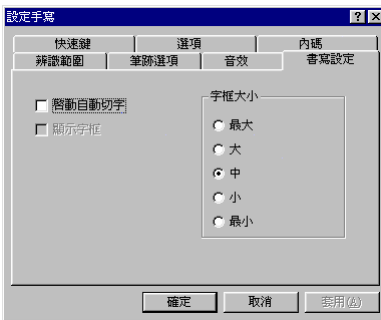 設定手寫
快速鍵 選項 內碼
辨識範圍 筆跡選項 音效 書寫設定
啟動自動切字
顯示字框
字框大小
最大
大
中
小
最小
確定 取消 套用(A)